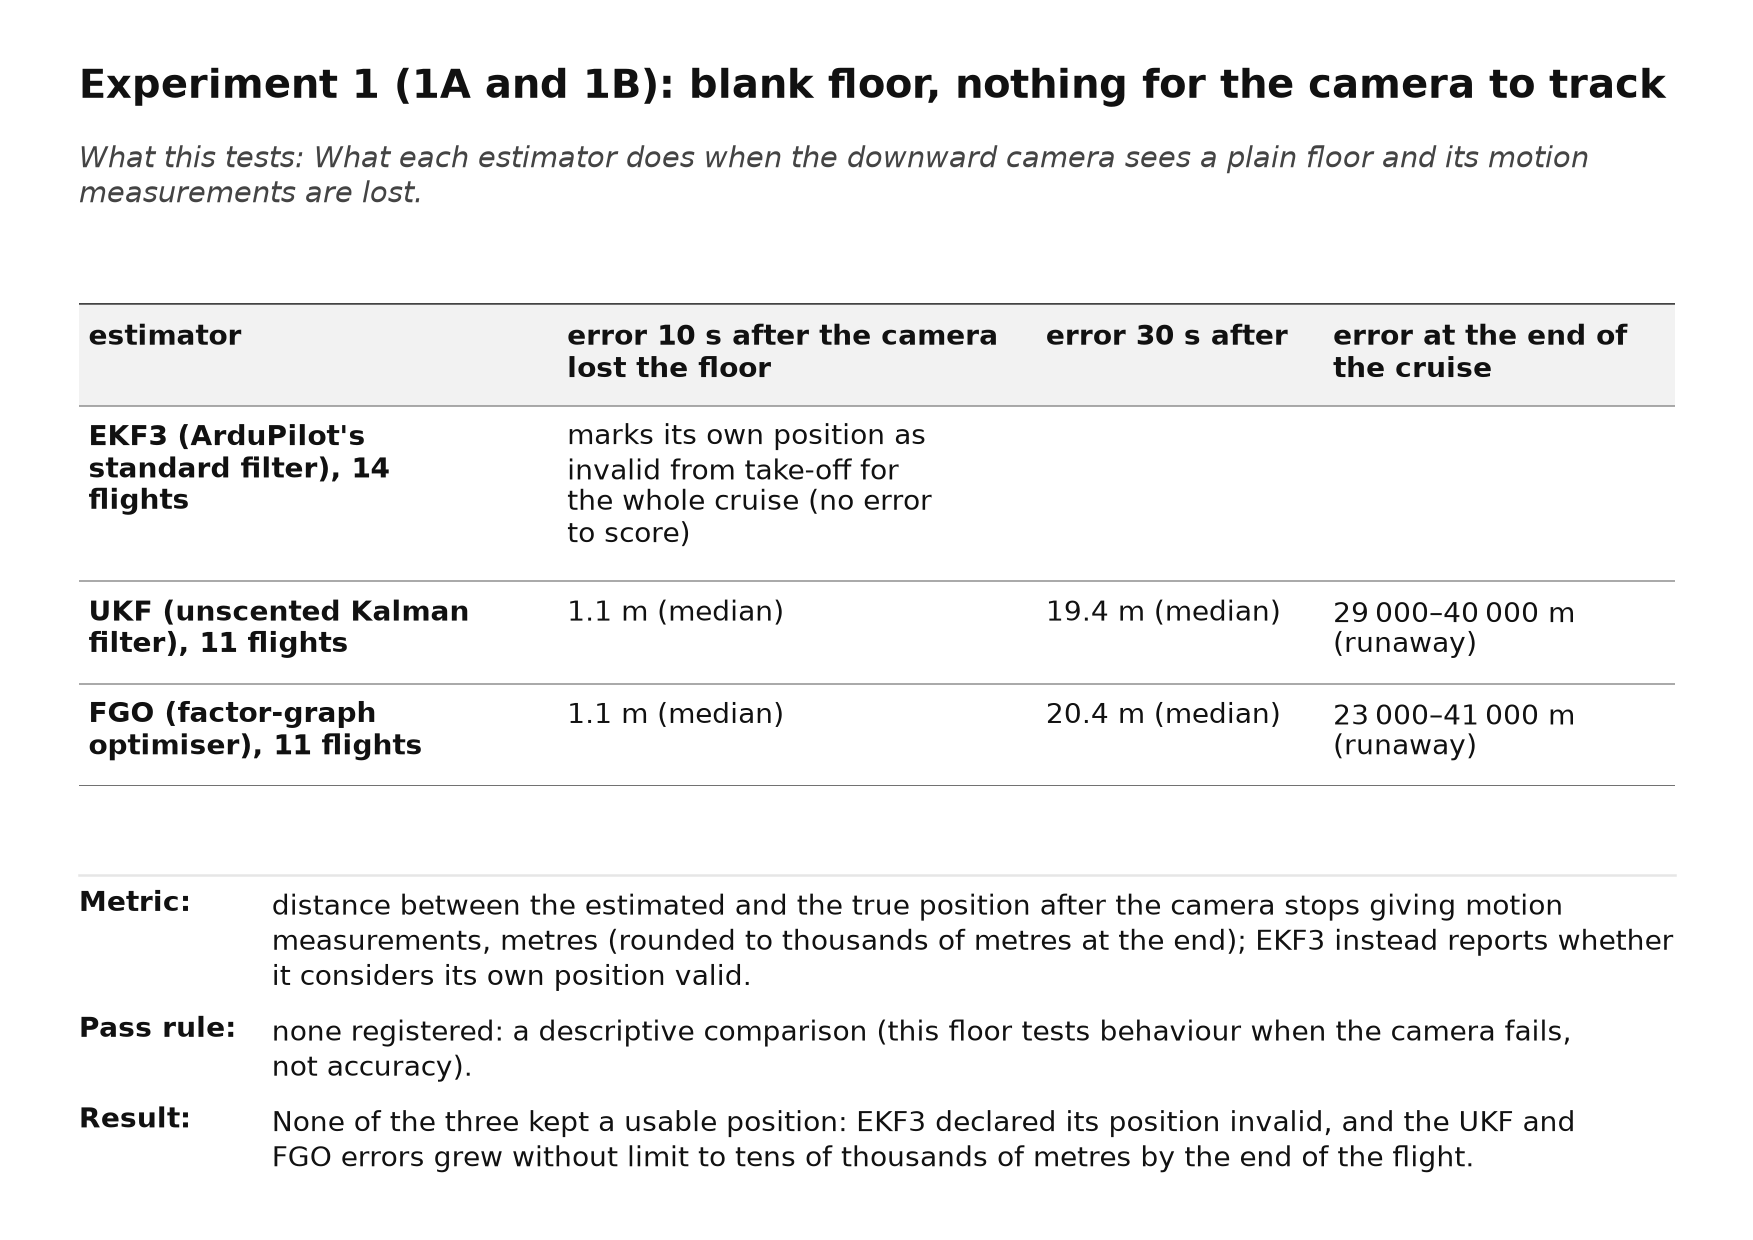 Experiment 1 (1A and 1B): blank floor, nothing for the camera to track
What this tests: What each estimator does when the downward camera sees a plain floor and its motion
measurements are lost.
estimator
error 10 s after the camera
lost the floor
error 30 s after
error at the end of
the cruise
EKF3 (ArduPilot's
standard filter), 14
flights
marks its own position as
invalid from take-off for
the whole cruise (no error
to score)
UKF (unscented Kalman
filter), 11 flights
1.1 m (median)
19.4 m (median)
29 000–40 000 m
(runaway)
FGO (factor-graph
optimiser), 11 flights
1.1 m (median)
20.4 m (median)
23 000–41 000 m
(runaway)
Metric:
distance between the estimated and the true position after the camera stops giving motion
measurements, metres (rounded to thousands of metres at the end); EKF3 instead reports whether
it considers its own position valid.
Pass rule:
none registered: a descriptive comparison (this floor tests behaviour when the camera fails,
not accuracy).
Result:
None of the three kept a usable position: EKF3 declared its position invalid, and the UKF and
FGO errors grew without limit to tens of thousands of metres by the end of the flight.